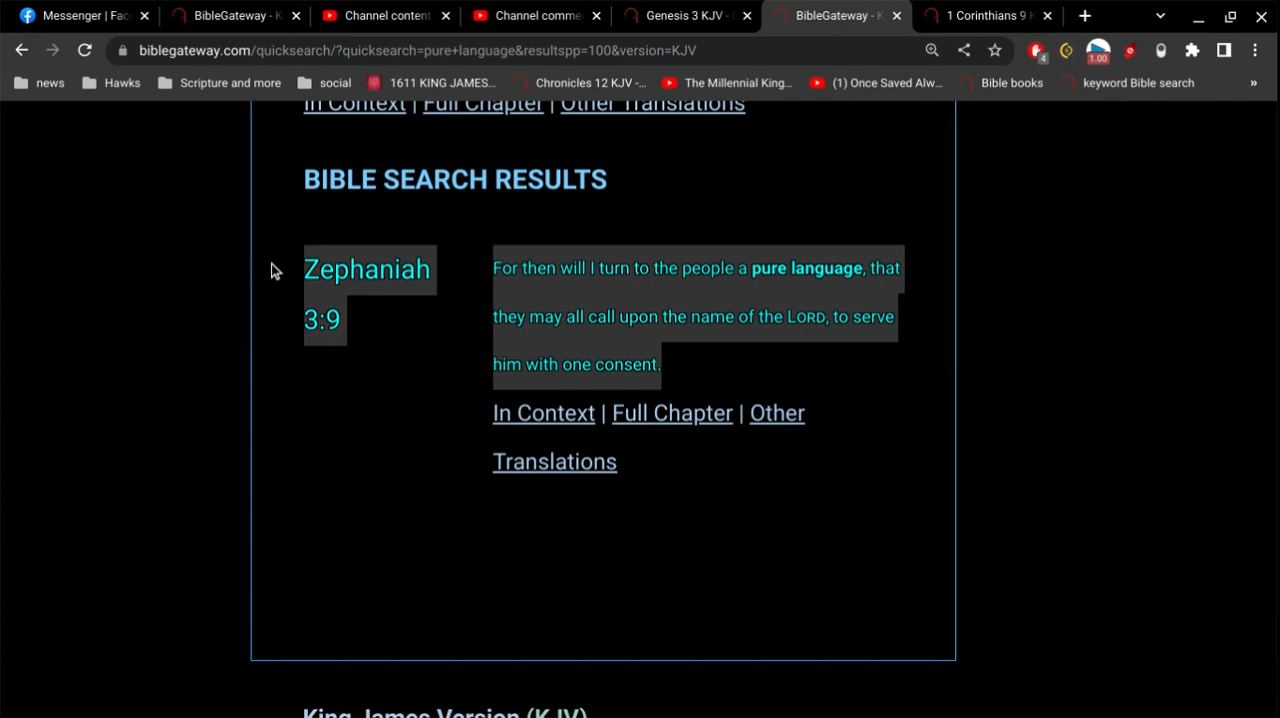 Messenger | Fac
BibleGateway - K
Channel content
Channel comme
Genesis 3 KJV -
BibleGateway - K
1 Corinthians 9 K
biblegateway.com/quicksearch/?quicksearch=pure+language&resultspp=100&version=KJV
4
1.00
news
Hawks
Scripture and more
social
1611 KING JAMES...
Chronicles 12 KJV -...
The Millennial King...
(1) Once Saved Alw...
Bible books
keyword Bible search
»
In Context | Full Chapter | Other Translations
BIBLE SEARCH RESULTS
Zephaniah
3:9
For then will I turn to the people a pure language, that
they may all call upon the name of the LORD, to serve
him with one consent.
In Context | Full Chapter | Other
Translations
King James Version (KJV)